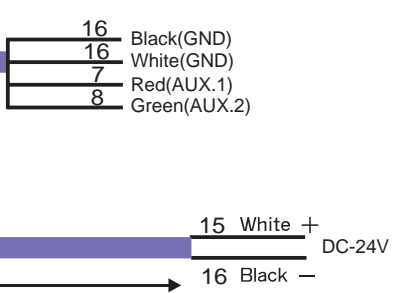 16 Black(GND)
16 White(GND)
7 Red(AUX.1)
8 Green(AUX.2)
15 White +
DC-24V
16 Black −